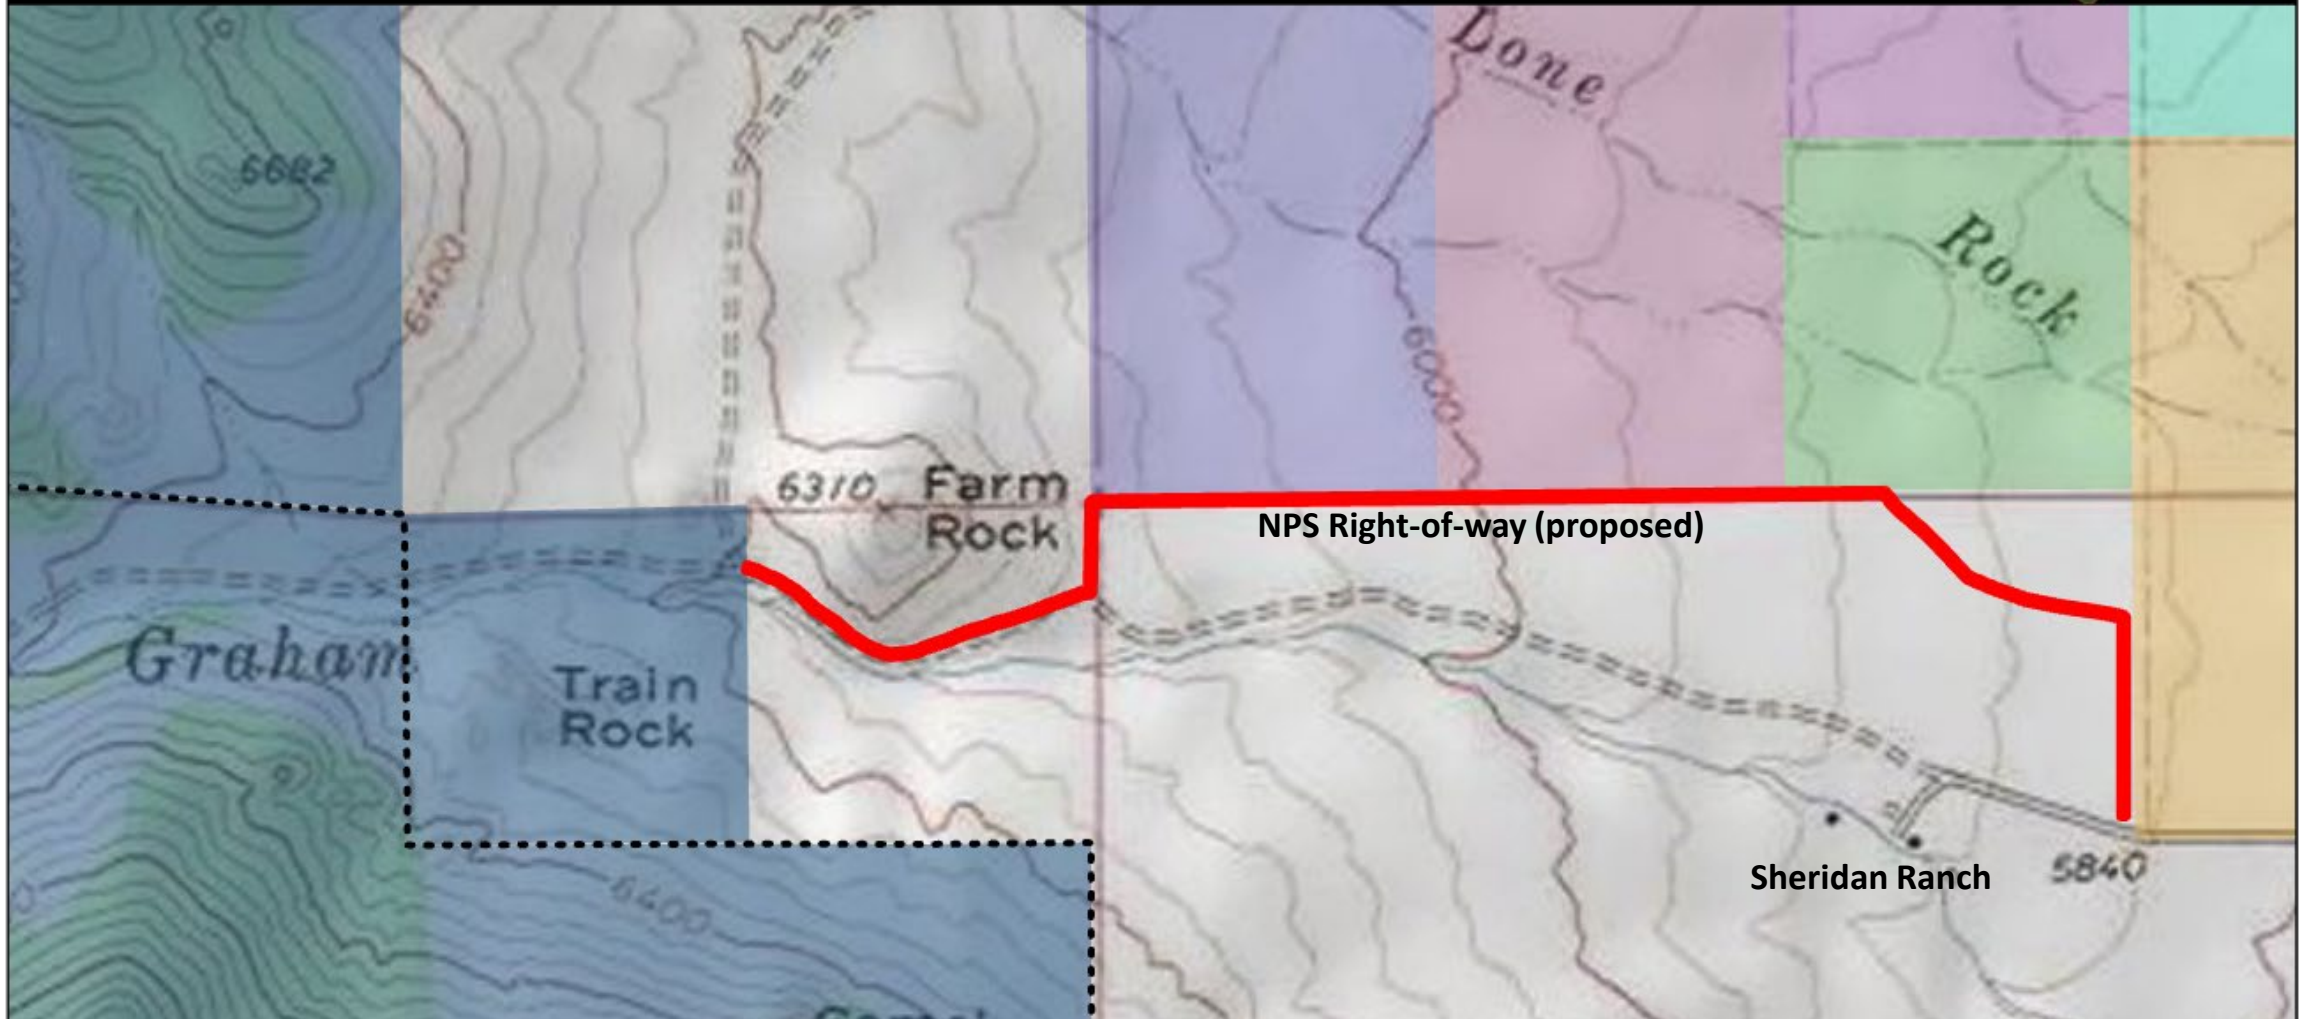 Lone
6682
6400
Rock
6000
6310
Farm
Rock
NPS Right-of-way (proposed)
Graham
Train
Rock
Sheridan Ranch
5840
6400